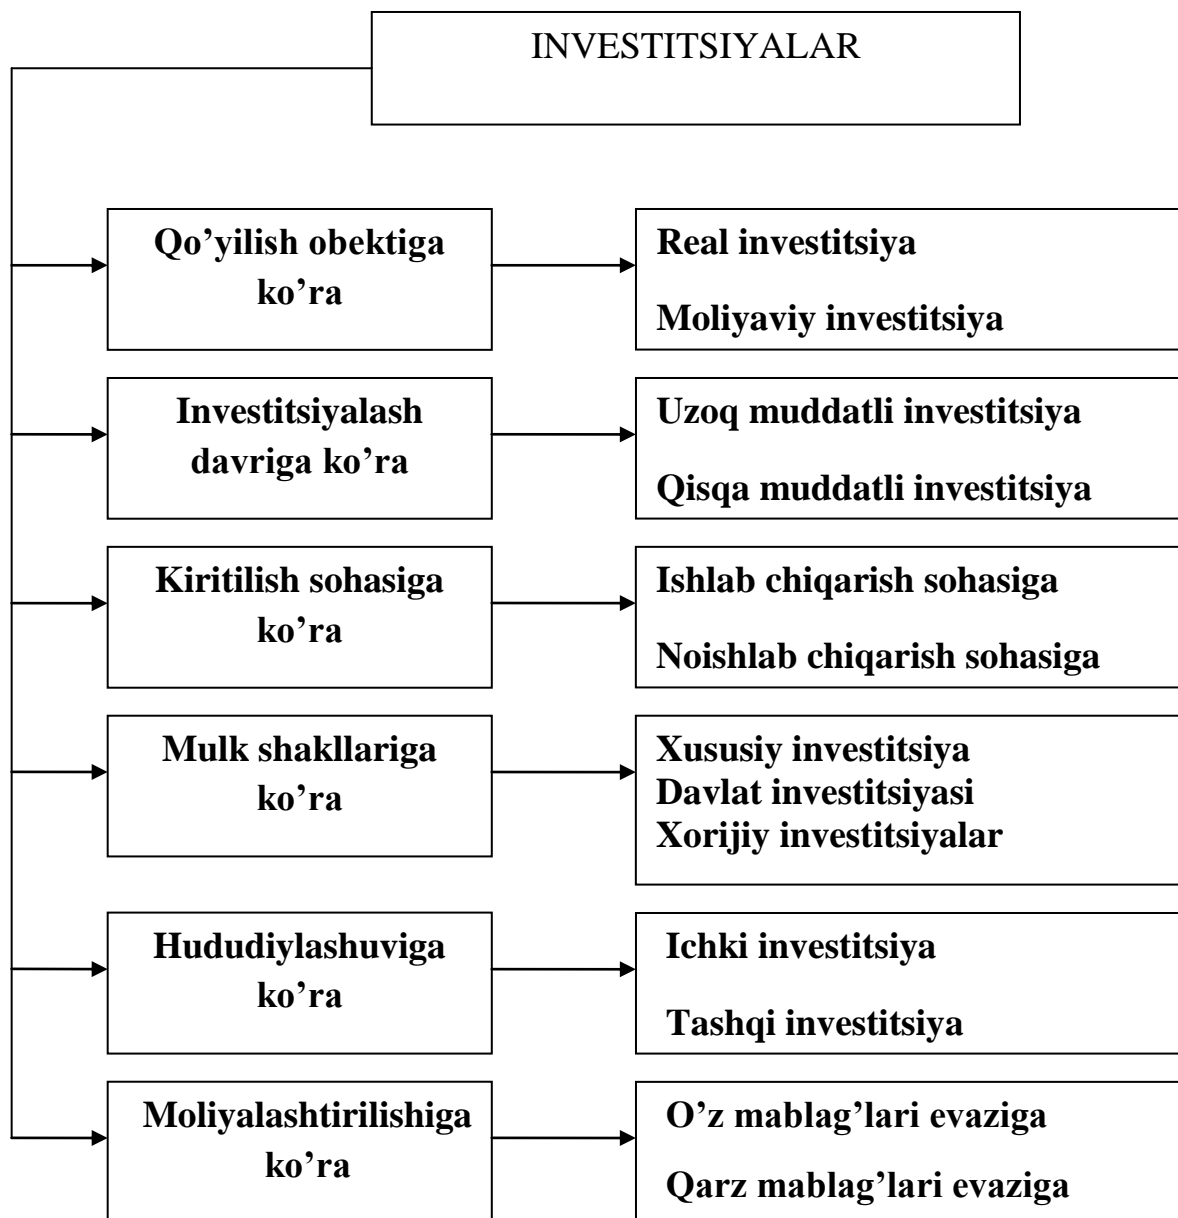 INVESTITSIYALAR
Qo’yilish obektiga
ko’ra
Real investitsiya
Moliyaviy investitsiya
Investitsiyalash
davriga ko’ra
Uzoq muddatli investitsiya
Qisqa muddatli investitsiya
Kiritilish sohasiga
ko’ra
Ishlab chiqarish sohasiga
Noishlab chiqarish sohasiga
Mulk shakllariga
ko’ra
Xususiy investitsiya
Davlat investitsiyasi
Xorijiy investitsiyalar
Hududiylashuviga
ko’ra
Ichki investitsiya
Tashqi investitsiya
Moliyalashtirilishiga
ko’ra
O’z mablag’lari evaziga
Qarz mablag’lari evaziga